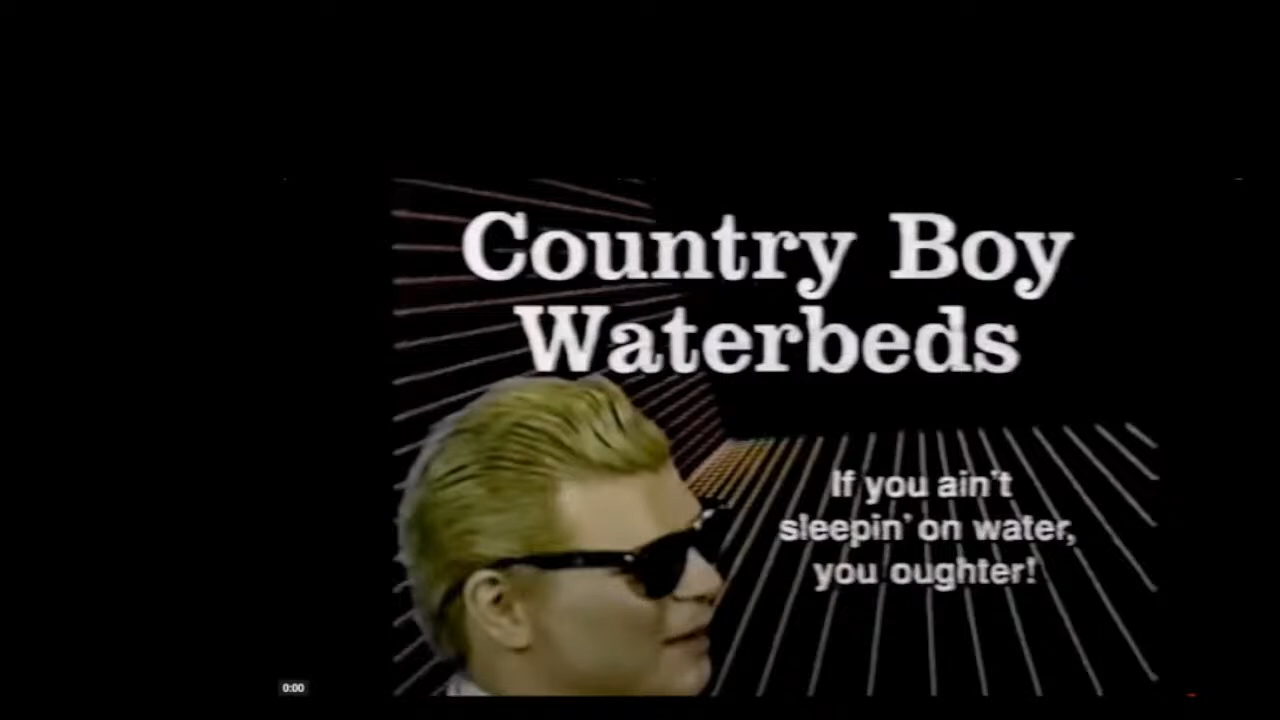 Country Boy
Waterbeds
If you ain't
sleepin' on water,
you oughter!
0:00